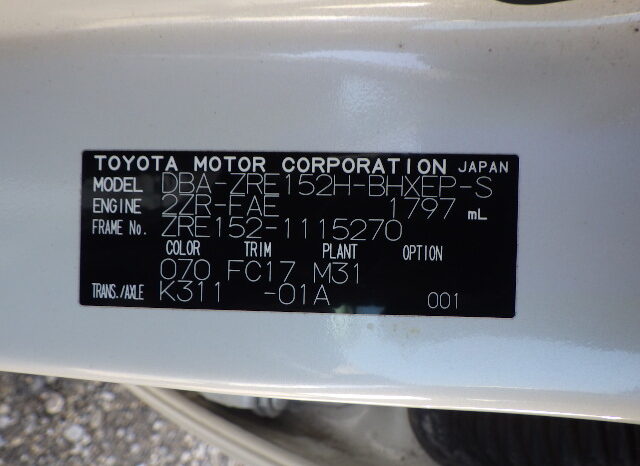 TOYOTA MOTOR CORPORATION JAPAN
MODEL DBA-ZRE152H-BHXEP-S
ENGINE 2ZR-FAE 1797 mL
FRAME No. ZRE152-1115270
COLOR TRIM PLANT OPTION
070 FC17 M31
TRANS./AXLE K311 -01A 001